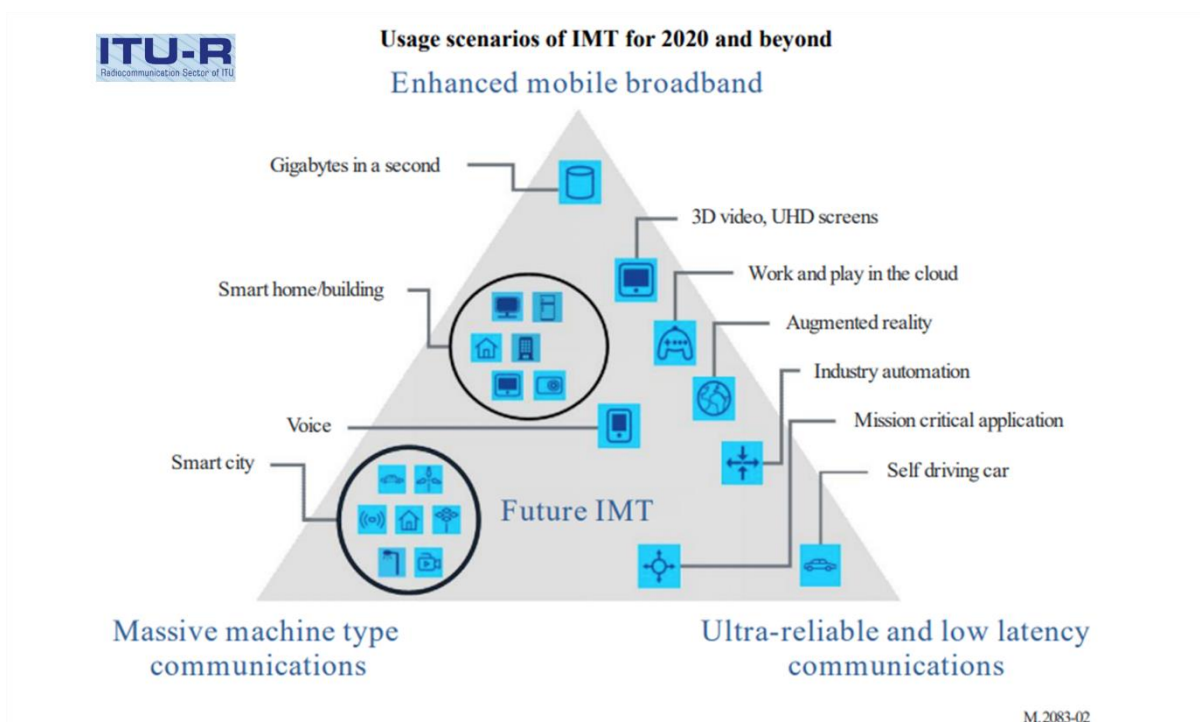 ITU-R
Radiocommunication Sector of ITU
Usage scenarios of IMT for 2020 and beyond
Enhanced mobile broadband
Gigabytes in a second
3D video, UHD screens
Work and play in the cloud
Smart home/building
Augmented reality
Industry automation
Voice
Mission critical application
Smart city
Self driving car
Future IMT
Massive machine type
communications
Ultra-reliable and low latency
communications
M.2083-02